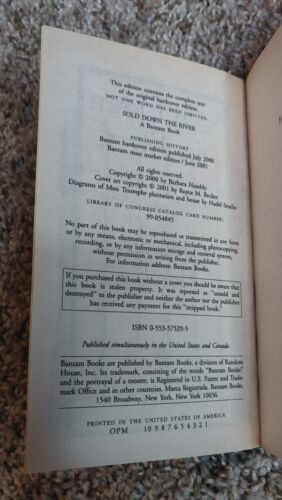 This edition contains the complete text
of the original hardcover edition.
NOT ONE WORD HAS BEEN OMITTED.
SOLD DOWN THE RIVER
A Bantam Book
PUBLISHING HISTORY
Bantam hardcover edition published July 2000
Bantam mass market edition / June 2001
All rights reserved.
Copyright © 2000 by Barbara Hambly
Cover art copyright © 2001 by Royce M. Becker
Diagrams of Mon Triomphe plantation and house by Hadel Studio
LIBRARY OF CONGRESS CATALOG CARD NUMBER:
99-054845
No part of this book may be reproduced or transmitted in any form
or by any means, electronic or mechanical, including photocopying,
recording, or by any information storage and retrieval system,
without permission in writing from the publisher.
For information address: Bantam Books.
If you purchased this book without a cover you should be aware that
this book is stolen property. It was reported as "unsold and
destroyed" to the publisher and neither the author nor the publisher
has received any payment for this "stripped book."
ISBN 0-553-57529-5
Published simultaneously in the United States and Canada
Bantam Books are published by Bantam Books, a division of Random
House, Inc. Its trademark, consisting of the words "Bantam Books"
and the portrayal of a rooster, is Registered in U.S. Patent and Trade-
mark Office and in other countries. Marca Registrada. Bantam Books,
1540 Broadway, New York, New York 10036.
PRINTED IN THE UNITED STATES OF AMERICA
OPM 10 9 8 7 6 5 4 3 2 1